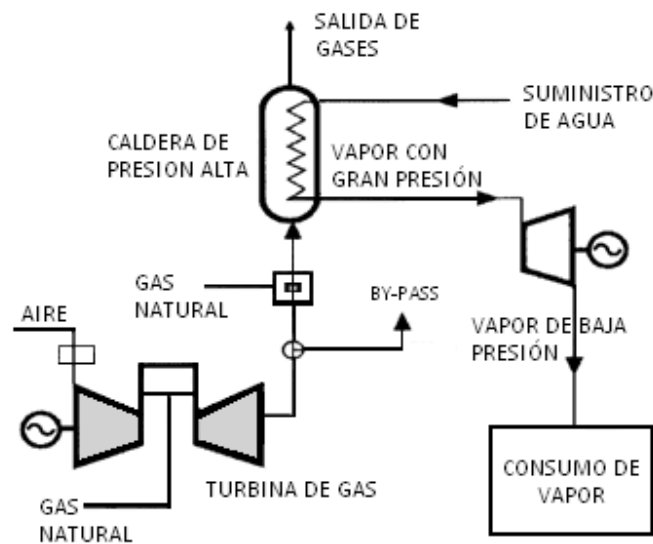 SALIDA DE
GASES
SUMINISTRO
DE AGUA
CALDERA DE
PRESION ALTA
VAPOR CON
GRAN PRESIÓN
GAS
NATURAL
BY-PASS
AIRE
VAPOR DE BAJA
PRESIÓN
TURBINA DE GAS
GAS
NATURAL
CONSUMO DE
VAPOR